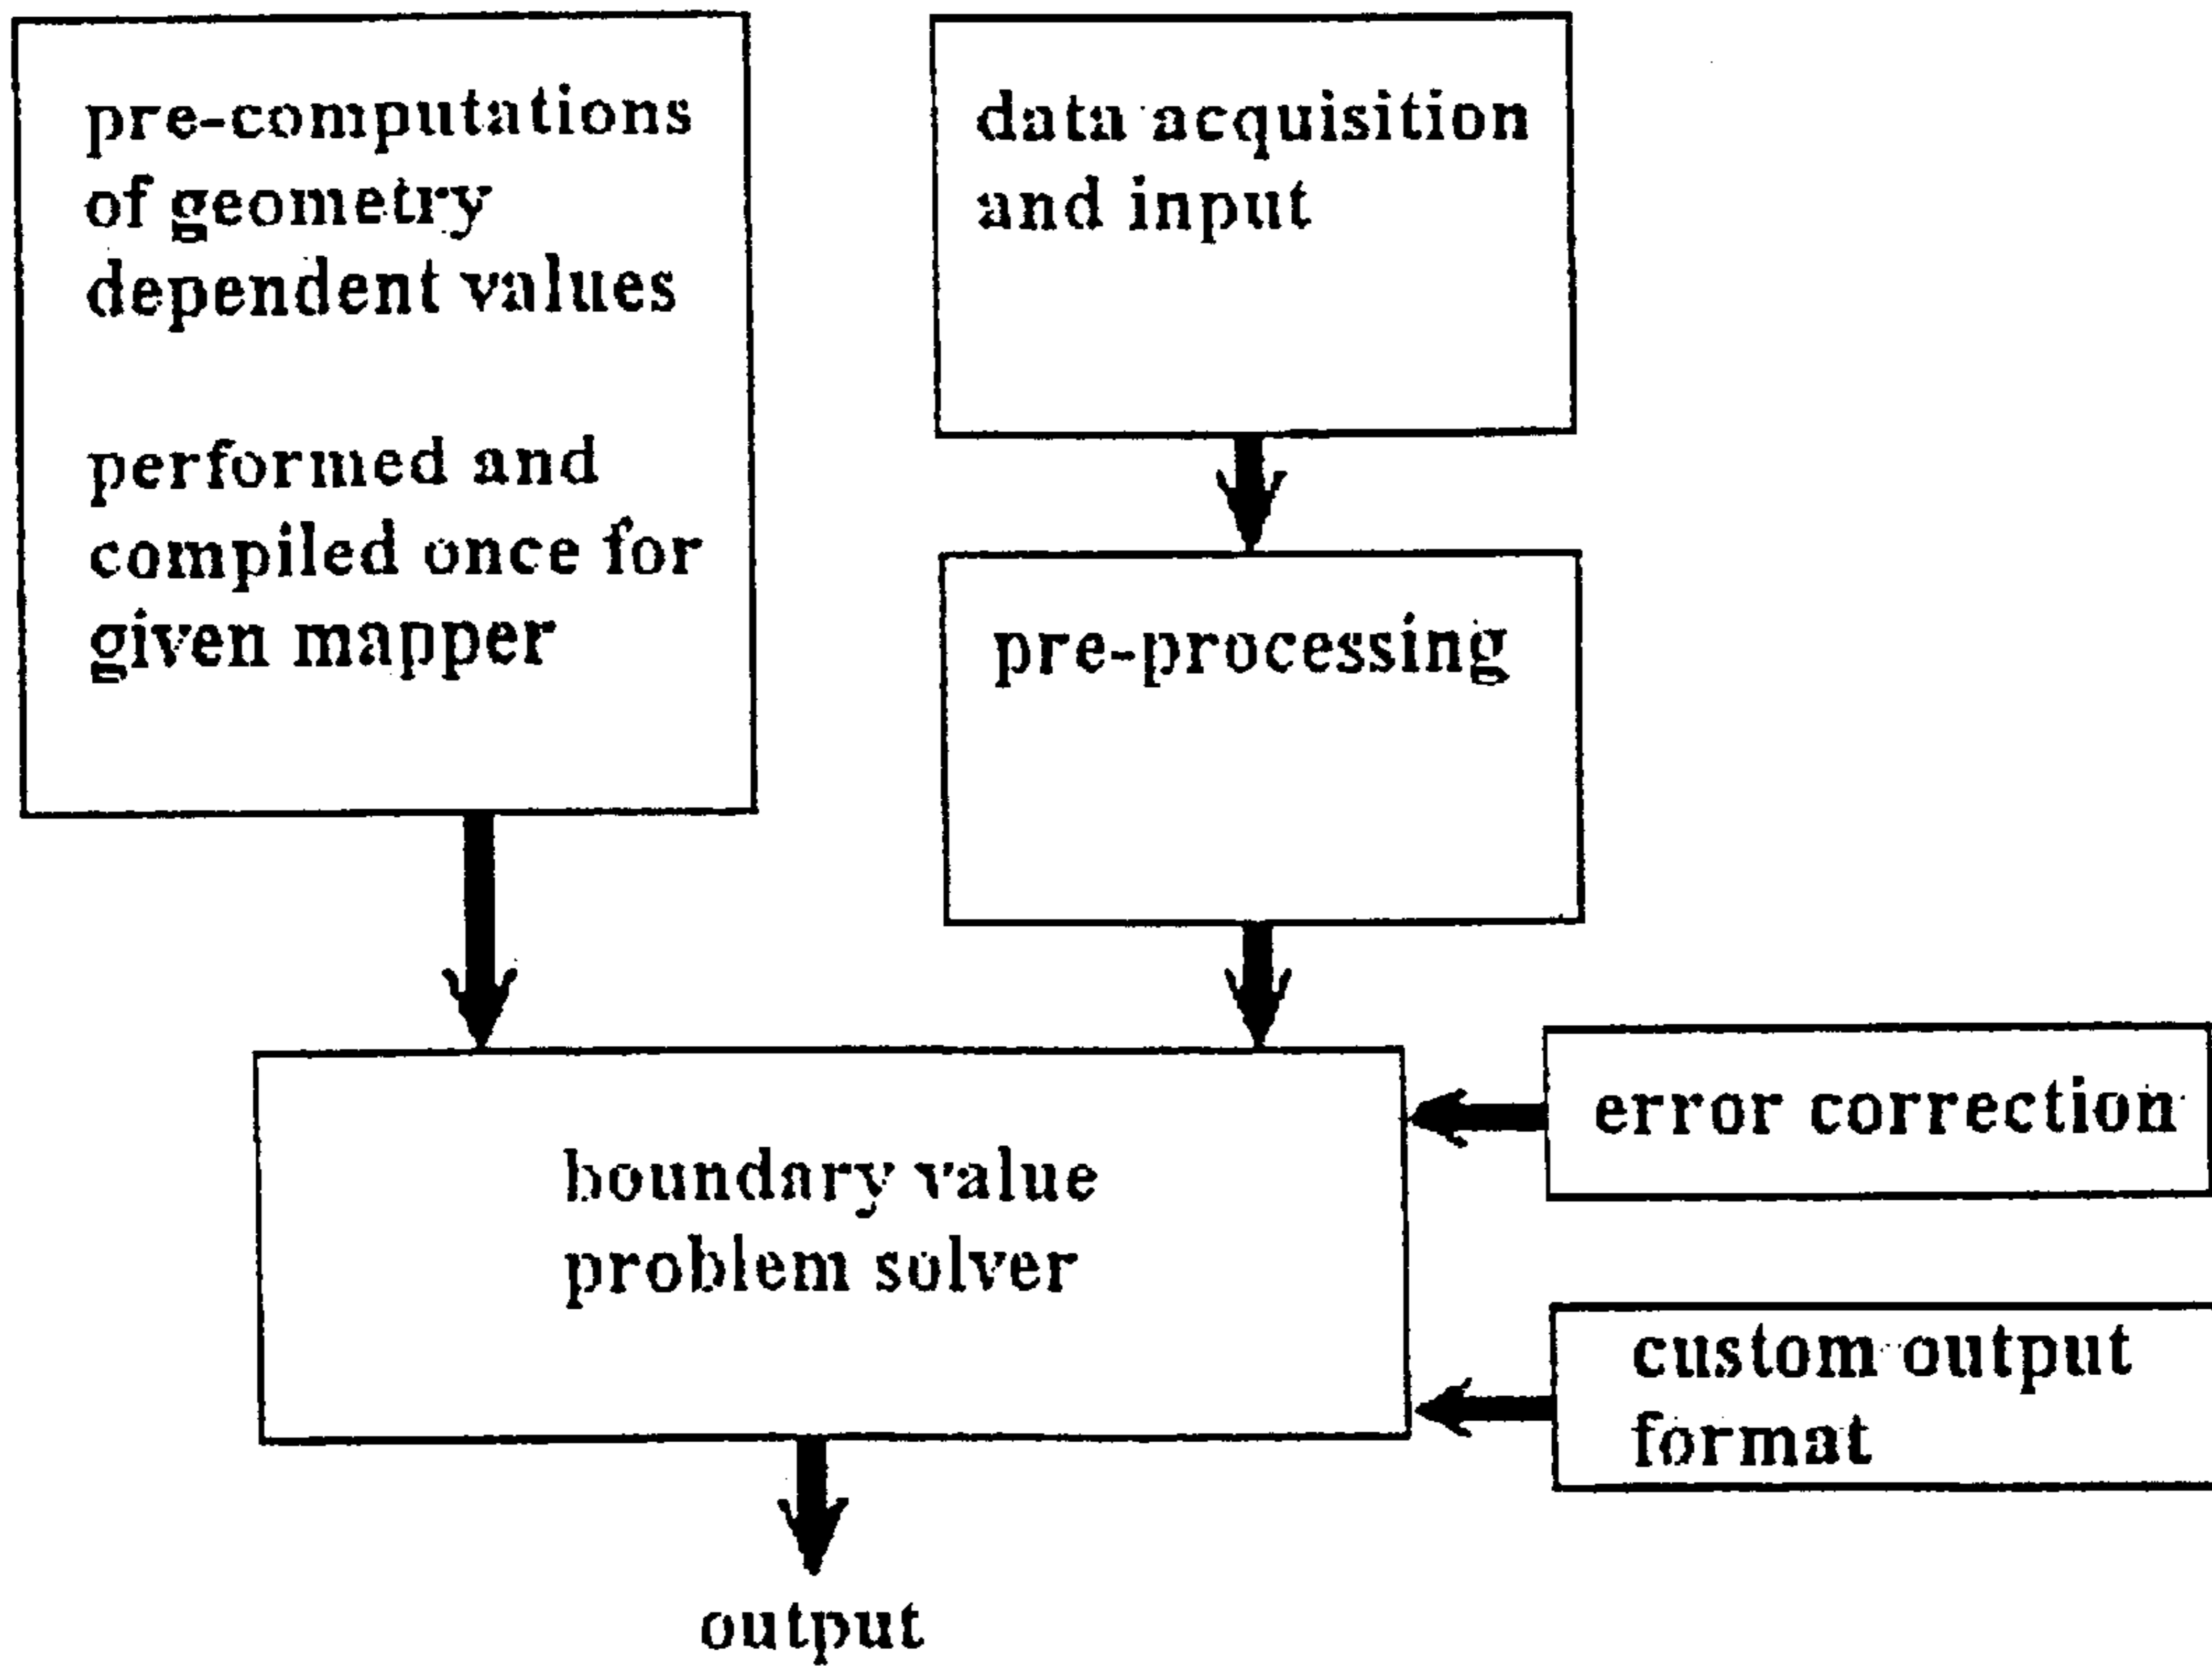 pre-computations
of geometry
dependent values
performed and
compiled once for
given mapper
data acquisition
and input
pre-processing
boundary value
problem solver
error correction
custom output
format
output